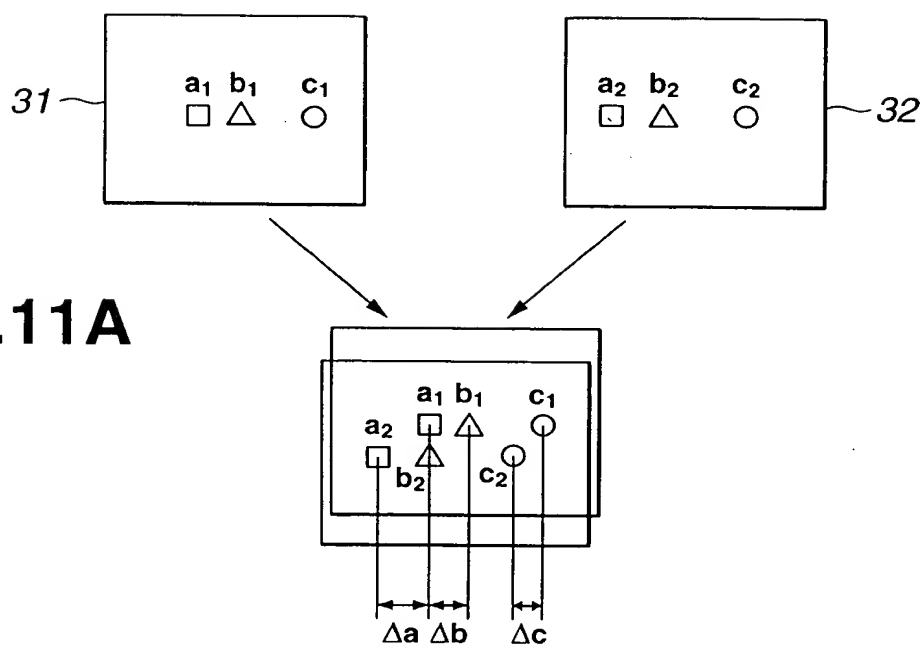 a₁ b₁ c₁
31
a₂ b₂ c₂
32
.11A
a₁ b₁ c₁
a₂
b₂ c₂
Δa Δb Δc